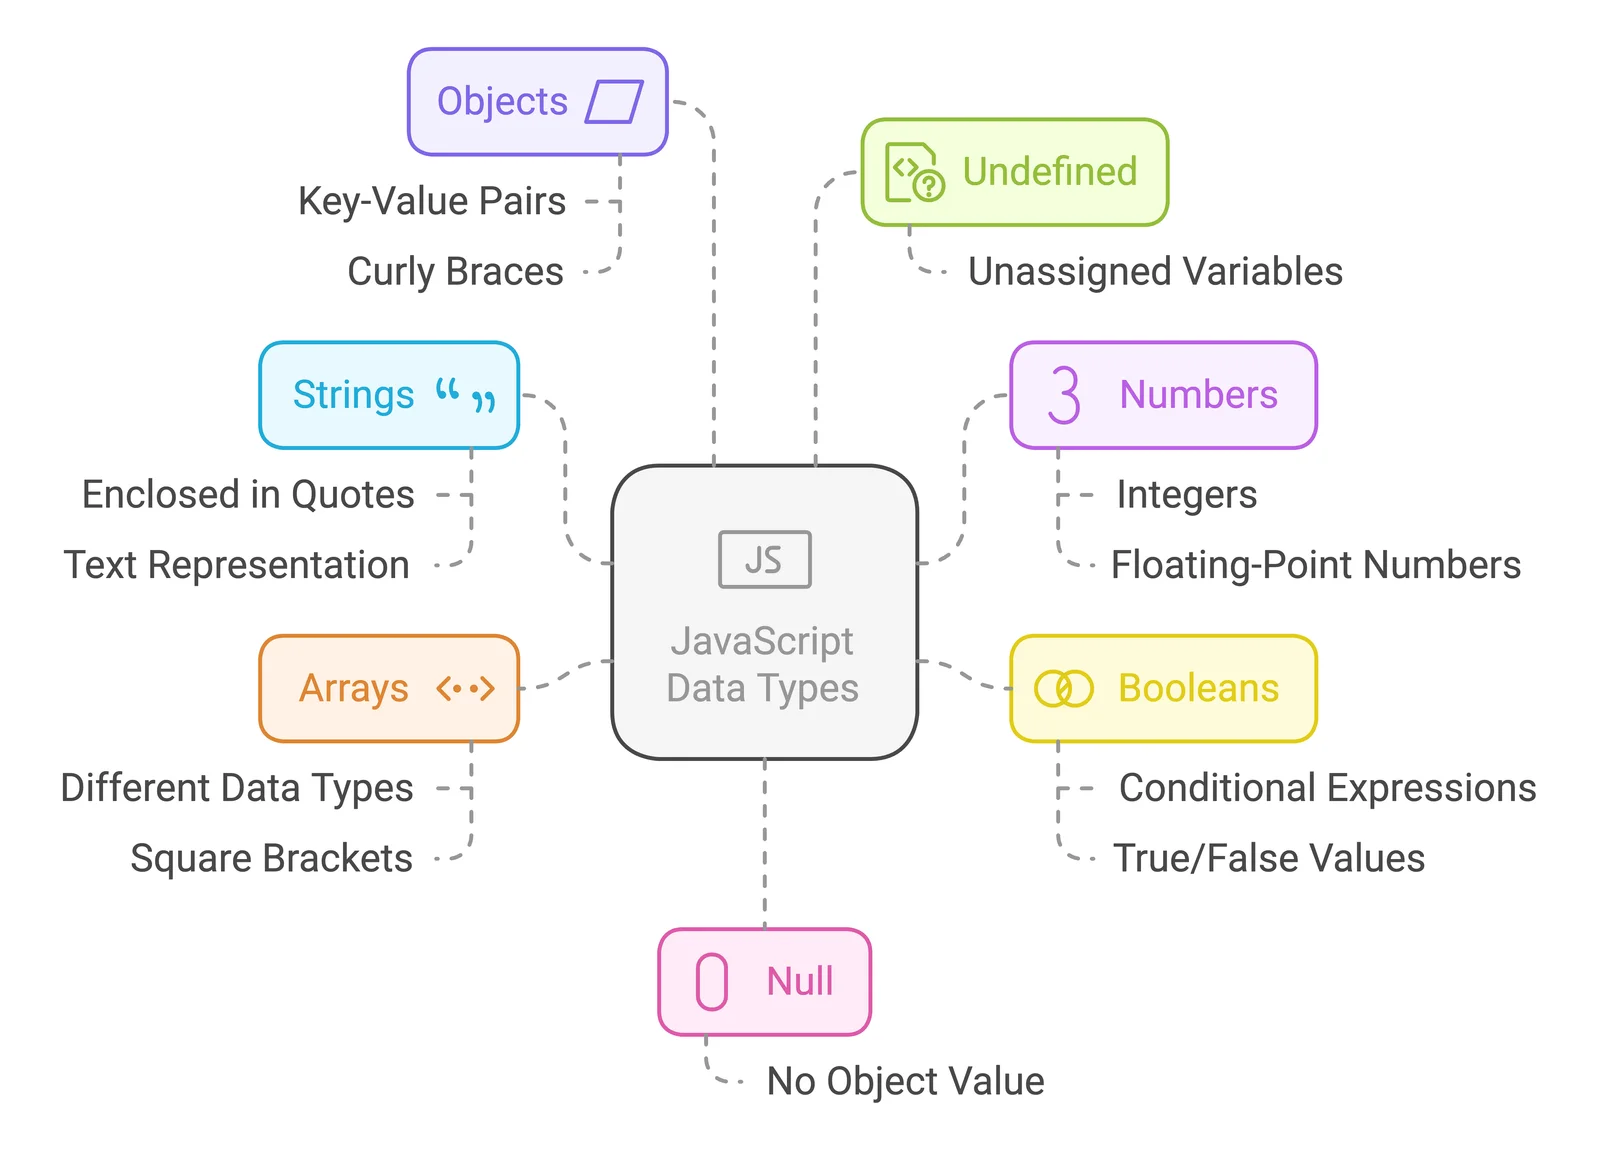 Objects
Key-Value Pairs
Curly Braces
Undefined
Unassigned Variables
Strings “ ”
Enclosed in Quotes
Text Representation
3 Numbers
Integers
Floating-Point Numbers
JS
JavaScript
Data Types
Arrays
Different Data Types
Square Brackets
Booleans
Conditional Expressions
True/False Values
0 Null
No Object Value